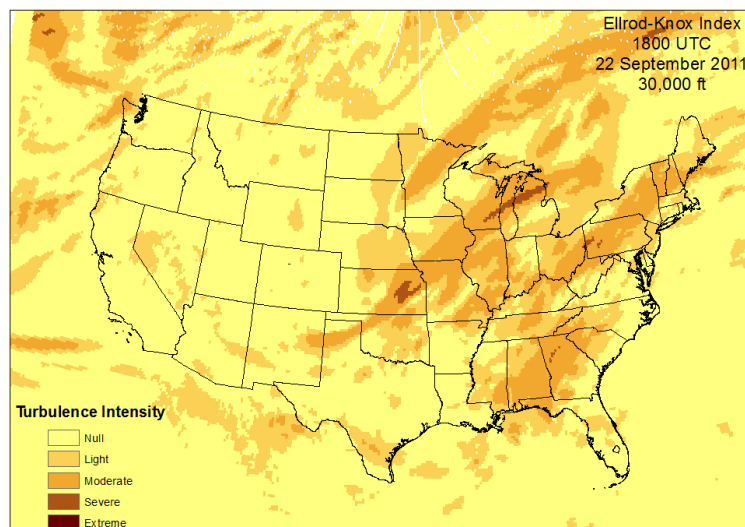 Ellrod-Knox Index
1800 UTC
22 September 2011
30,000 ft
Turbulence Intensity
Null
Light
Moderate
Severe
Extreme